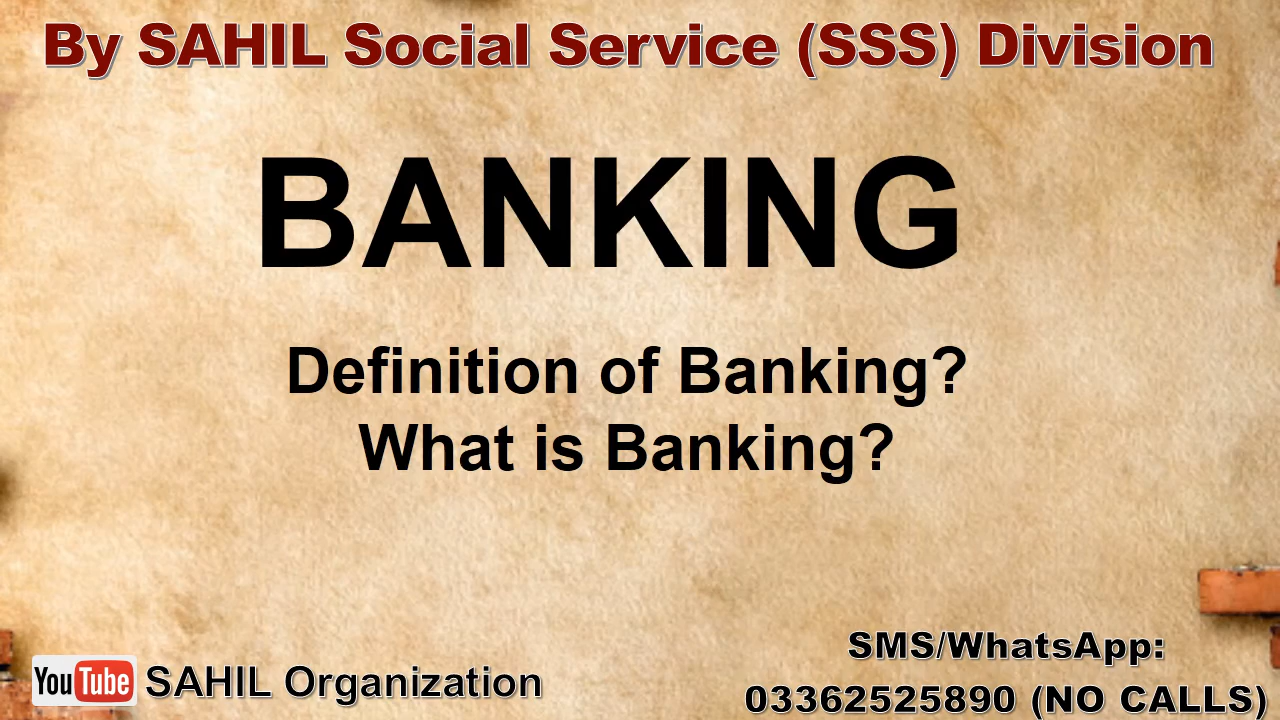 By SAHIL Social Service (SSS) Division
BANKING
Definition of Banking?
What is Banking?
YouTube SAHIL Organization
SMS/WhatsApp:
03362525890 (NO CALLS)